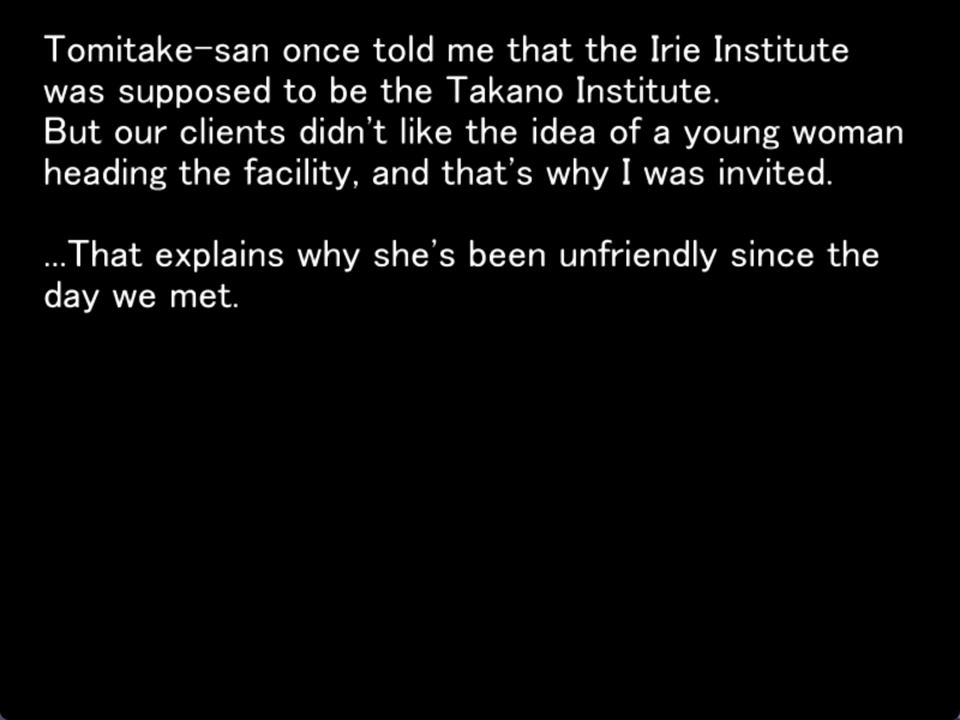 Tomitake-san once told me that the Irie Institute
was supposed to be the Takano Institute.
But our clients didn't like the idea of a young woman
heading the facility, and that's why I was invited.
...That explains why she's been unfriendly since the
day we met.